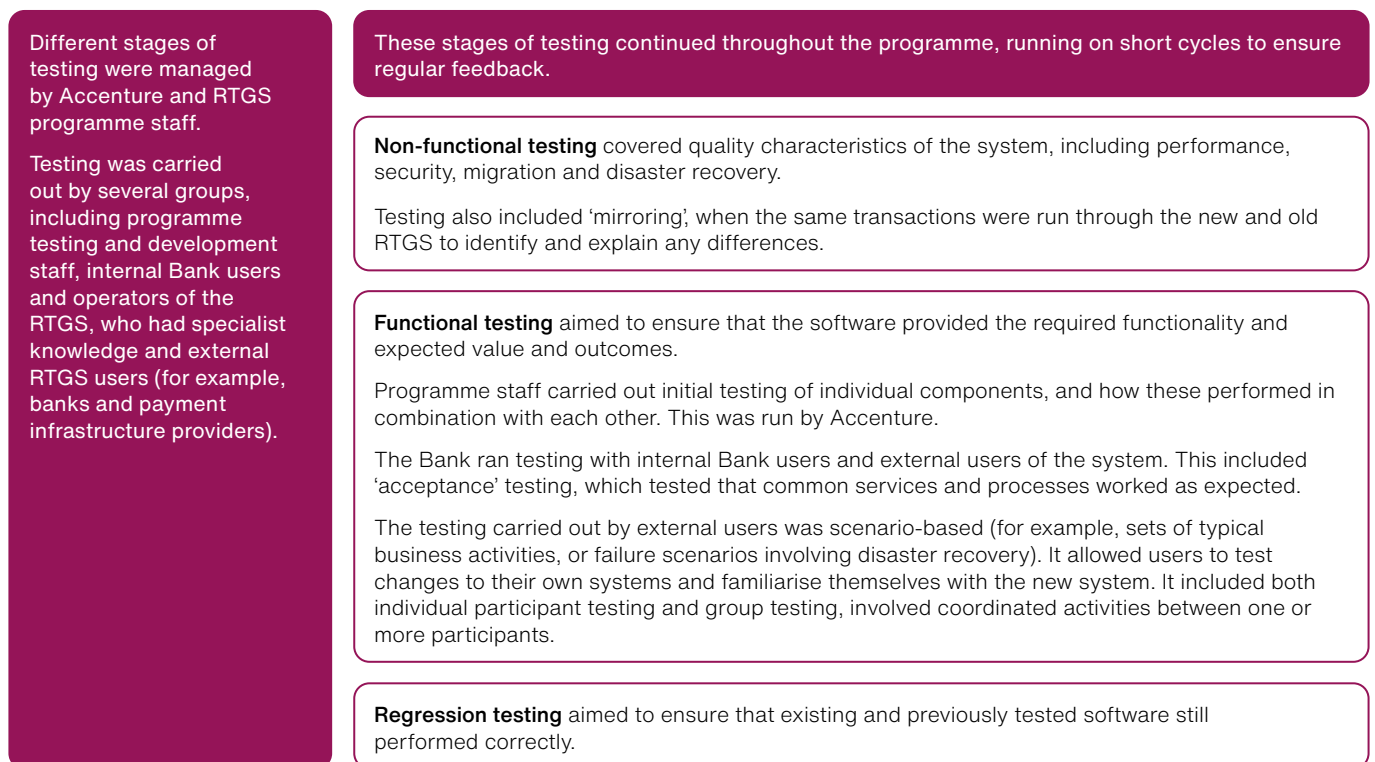 Different stages of
testing were managed
by Accenture and RTGS
programme staff.
Testing was carried
out by several groups,
including programme
testing and development
staff, internal Bank users
and operators of the
RTGS, who had specialist
knowledge and external
RTGS users (for example,
banks and payment
infrastructure providers).
These stages of testing continued throughout the programme, running on short cycles to ensure
regular feedback.
Non-functional testing covered quality characteristics of the system, including performance,
security, migration and disaster recovery.
Testing also included ‘mirroring’, when the same transactions were run through the new and old
RTGS to identify and explain any differences.
Functional testing aimed to ensure that the software provided the required functionality and
expected value and outcomes.
Programme staff carried out initial testing of individual components, and how these performed in
combination with each other. This was run by Accenture.
The Bank ran testing with internal Bank users and external users of the system. This included
‘acceptance’ testing, which tested that common services and processes worked as expected.
The testing carried out by external users was scenario-based (for example, sets of typical
business activities, or failure scenarios involving disaster recovery). It allowed users to test
changes to their own systems and familiarise themselves with the new system. It included both
individual participant testing and group testing, involved coordinated activities between one or
more participants.
Regression testing aimed to ensure that existing and previously tested software still
performed correctly.